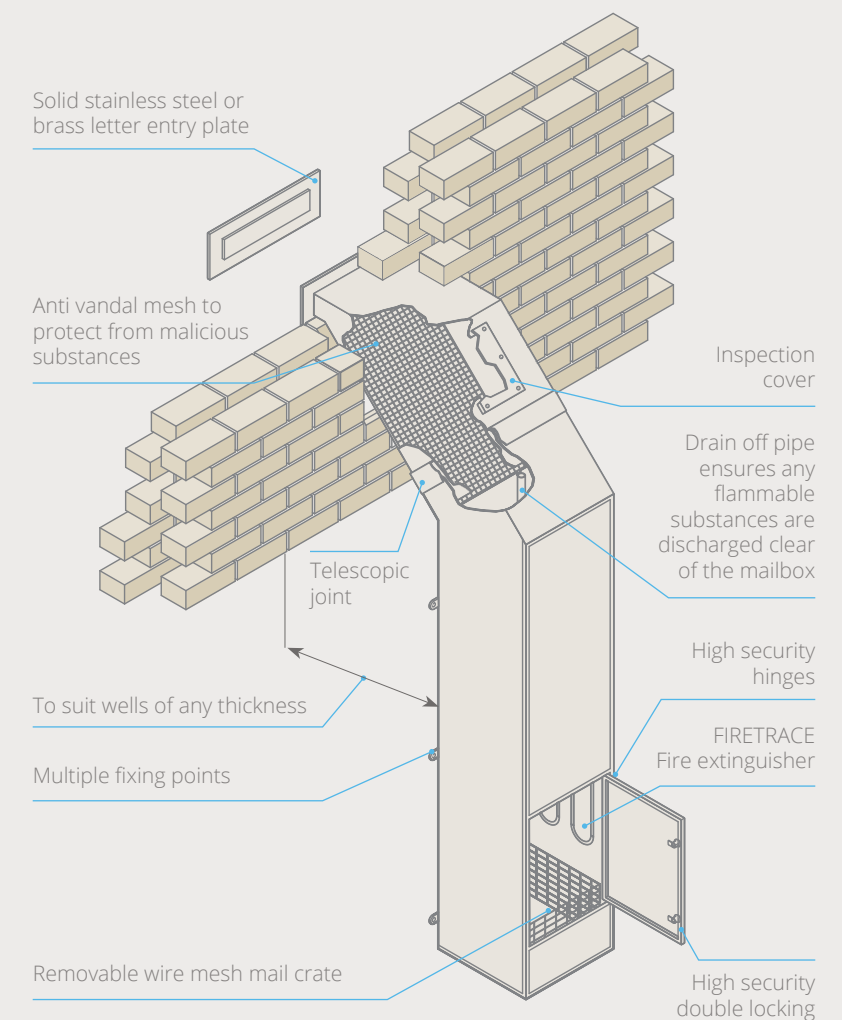 Solid stainless steel or
brass letter entry plate
Anti vandal mesh to
protect from malicious
substances
Inspection
cover
Drain off pipe
ensures any
flammable
substances are
discharged clear
of the mailbox
Telescopic
joint
High security
hinges
To suit wells of any thickness
FIRETRACE
Fire extinguisher
Multiple fixing points
Removable wire mesh mail crate
High security
double locking